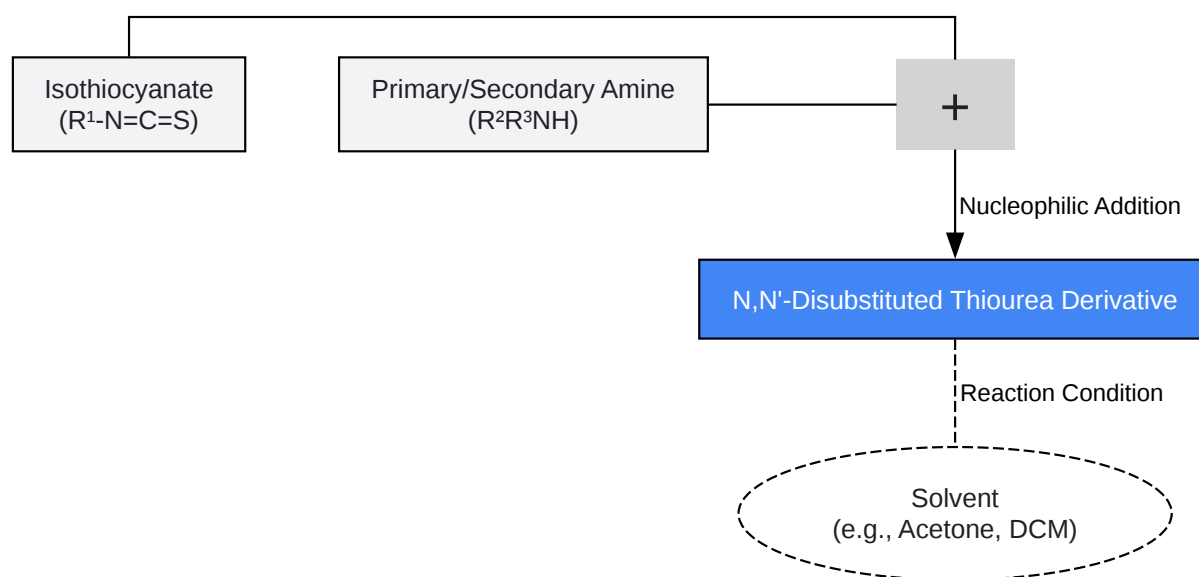 Isothiocyanate
(R¹-N=C=S)
Primary/Secondary Amine
(R²R³NH)
+
Nucleophilic Addition
N,N'-Disubstituted Thiourea Derivative
Reaction Condition
Solvent
(e.g., Acetone, DCM)